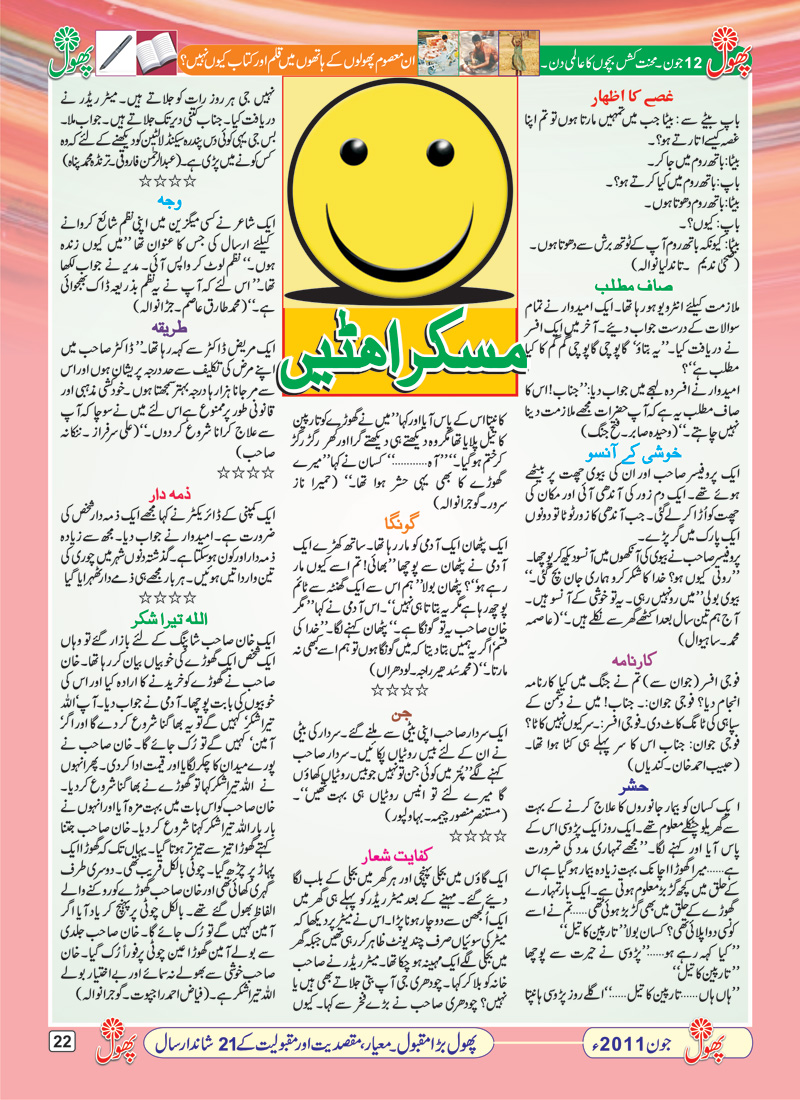 پھول
12 جون۔ محنت کش بچوں کا عالمی دن۔
ان معصوم پھولوں کے ہاتھوں میں قلم اور کتاب کیوں نہیں؟
پھول
غصے کا اظہار
باپ بیٹے سے: بیٹا جب میں تمہیں مارتا ہوں تو تم اپنا
غصہ کیسے اتارتے ہو؟۔
بیٹا: باتھ روم میں جا کر۔
باپ: باتھ روم میں کیا کرتے ہو؟۔
بیٹا: باتھ روم دھوتا ہوں۔
باپ: کیوں؟۔
بیٹا: کیونکہ باتھ روم آپ کے ٹوتھ برش سے دھوتا ہوں۔
ندیم ۔ تاندلیانوالہ)
صاف مطلب
ملازمت کیلئے انٹرویو ہو رہا تھا۔ ایک امیدوار نے تمام
سوالات کے درست جواب دیئے۔ آخر میں ایک افسر
نے دریافت کیا۔ ’’یہ بتاؤ‘ گاپوچی گاپوچی گم گم کا کیا
مطلب ہے‘‘؟
امیدوار نے افسردہ لہجے میں جواب دیا: ’’جناب! اس کا
صاف مطلب یہ ہے کہ آپ حضرات مجھے ملازمت دینا
نہیں چاہتے۔‘‘ (وحیدہ صابر۔ فتح جنگ)
خوشی کے آنسو
ایک پروفیسر صاحب اور ان کی بیوی چھت پر بیٹھے
ہوئے تھے۔ ایک دم زور کی آندھی آئی اور مکان کی
چھت کو اُڑا کر لے گئی۔ جب آندھی کا زور ٹوٹا تو دونوں
ایک پارک میں گر پڑے۔
پروفیسر صاحب نے بیوی کی آنکھوں میں آنسو دیکھ کر پوچھا۔
’’روتی کیوں ہو؟ خدا کا شکر کرو ہماری جان بچ گئی‘‘
بیوی بولی ’’میں رو نہیں رہی۔ یہ تو خوشی کے آنسو ہیں۔
آج ہم تین سال بعد اکٹھے گھر سے نکلے ہیں۔‘‘ (عاصمہ
محمد۔ ساہیوال)
کارنامہ
فوجی افسر (جوان سے) تم نے جنگ میں کیا کارنامہ
انجام دیا؟ فوجی جوان:۔ جناب! میں نے دشمن کے
سپاہی کی ٹانگ کاٹ دی۔ فوجی افسر:۔ سر کیوں نہیں کاٹا؟
فوجی جوان: جناب اس کا سر پہلے ہی کٹا ہوا تھا۔
(حبیب احمد خان۔ کندیاں)
حشر
ایک کسان کو بیمار جانوروں کا علاج کرنے کے بہت
سے گھریلو چٹکلے معلوم تھے۔ ایک روز ایک پڑوسی اس کے
پاس آیا اور کہنے لگا۔ ’’مجھے تمہاری مدد کی ضرورت
ہے...... میرا گھوڑا اچانک بہت زیادہ بیمار ہو گیا ہے اس
کے حلق میں کچھ گڑبڑ معلوم ہوتی ہے۔ ایک بار تمہارے
گھوڑے کے حلق میں بھی گڑبڑ ہوئی تھی...... تم نے اسے
کونسی دوا پلائی تھی؟ کسان بولا ’’تارپین کا تیل‘‘
’’کیا کہہ رہے ہو......‘‘ پڑوسی نے حیرت سے پوچھا
’’تارپین کا تیل‘‘
’’ہاں ہاں...... تارپین کا تیل......‘‘ اگلے روز پڑوسی ہانپتا
مسکراہٹیں
کانپتا اس کے پاس آیا اور کہا ’’میں نے گھوڑے کو تارپین
کا تیل پلایا تھا مگر وہ دیکھتے ہی دیکھتے گرا اور کھر رگڑ رگڑ
کر ختم ہو گیا۔‘‘ ’’آہ............‘‘ کسان نے کہا ’’میرے
گھوڑے کا بھی یہی حشر ہوا تھا۔‘‘ (حمیرا ناز
سرور۔ گوجرانوالہ)
گونگا
ایک پٹھان ایک آدمی کو مار رہا تھا۔ ساتھ کھڑے ایک
آدمی نے پٹھان سے پوچھا ’’بھائی! تم اسے کیوں مار
رہے ہو‘‘؟ پٹھان بولا ’’ہم اس سے ایک گھنٹہ سے ٹائم
پوچھ رہا ہے مگر یہ بتاتا ہی نہیں‘‘۔ اس آدمی نے کہا ’’مگر
خان صاحب یہ تو گونگا ہے۔‘‘ پٹھان کہنے لگا۔ ’’خدا کی
قسم اگر یہ ہمیں بتا دیتا کہ میں گونگا ہوں تو ہم اسے بھی نہ
مارتا۔‘‘ (محمد سُدھیر راجہ۔ لودھراں)
☆☆☆☆
جن
ایک سردار صاحب اپنی بیٹی سے ملنے گئے۔ سردار کی بیٹی
نے ان کے لئے بیس روٹیاں پکائیں۔ سردار صاحب
کہنے لگے ’’پتر میں کوئی جن تو نہیں جو بیس روٹیاں کھاؤں
گا میرے لئے تو انیس روٹیاں ہی بہت تھیں‘‘۔
(مستنصر منصور چیمہ۔ بہاولپور)
☆☆☆☆
کفایت شعار
ایک گاؤں میں بجلی پہنچی اور ہر گھر میں بجلی کے بلب لگا
دیئے گئے۔ مہینے کے بعد میٹر ریڈر کو پہلے ہی گھر میں
ایک اُلجھن سے دوچار ہونا پڑا۔ اس نے میٹر پر دیکھا کہ
میٹر کی سوئیاں صرف چند یونٹ ظاہر کر رہی تھیں جبکہ گھر
میں بجلی لگے ایک مہینہ ہو چکا تھا۔ میٹر ریڈر نے صاحب
خانہ کو بلا کر کہا۔ چودھری جی آپ بتی جلاتے بھی ہیں یا
نہیں؟ چودھری صاحب نے بڑے فخر سے کہا۔ کیوں
نہیں جی ہر روز رات کو جلاتے ہیں۔ میٹر ریڈر نے
دریافت کیا۔ جناب کتنی دیر تک جلاتے ہیں۔ جواب ملا۔
بس جی یہی کوئی دس پندرہ سیکنڈ لالٹین کو دیکھنے کے لئے کہ وہ
کس کونے میں پڑی ہے۔ (عبدالرحمٰن فاروقی۔ ترنڈہ محمد پناہ)
☆☆☆☆
وجہ
ایک شاعر نے کسی میگزین میں اپنی نظم شائع کروانے
کیلئے ارسال کی جس کا عنوان تھا ’’میں کیوں زندہ
ہوں۔‘‘ نظم لوٹ کر واپس آئی۔ مدیر نے جواب لکھا
تھا۔ ’’اس لئے کہ آپ نے یہ نظم بذریعہ ڈاک بھجوائی
ہے۔‘‘ (محمد طارق عاصم۔ جڑانوالہ)
طریقہ
ایک مریض ڈاکٹر سے کہہ رہا تھا۔ ’’ڈاکٹر صاحب میں
اپنے مرض کی تکلیف سے حد درجہ پریشان ہوں اور اس
سے مر جانا ہزار ہا درجہ بہتر سمجھتا ہوں۔ خودکشی مذہبی اور
قانونی طور پر ممنوع ہے اس لئے میں نے سوچا کہ آپ
سے علاج کرانا شروع کر دوں۔‘‘ (علی سرفراز۔ ننکانہ
صاحب)
☆☆☆☆
ذمہ دار
ایک کمپنی کے ڈائریکٹر نے کہا مجھے ایک ذمہ دار شخص کی
ضرورت ہے۔ امیدوار نے جواب دیا۔ مجھ سے زیادہ
ذمہ دار اور کون ہو سکتا ہے۔ گذشتہ دنوں شہر میں چوری کی
تین وارداتیں ہوئیں۔ ہر بار مجھے ہی ذمے دار ٹھہرایا گیا
☆☆☆☆
اللہ تیرا شکر
ایک خان صاحب شاپنگ کے لئے بازار گئے تو وہاں
ایک شخص ایک گھوڑے کی خوبیاں بیان کر رہا تھا۔ خان
صاحب نے گھوڑے کو خریدنے کا ارادہ کیا اور اس کی
خوبیوں کی بابت پوچھا۔ آدمی نے جواب دیا۔ آپ ’اللہ
تیرا شکر‘ کہیں گے تو یہ بھاگنا شروع کر دے گا اور اگر ’
آمین‘ کہیں گے تو رُک جائے گا۔ خان صاحب نے
پورے میدان کا چکر لگایا اور قیمت ادا کر دی۔ پھر انہوں
نے اللہ تیرا شکر کہا تو گھوڑے نے بھاگنا شروع کر دیا۔
خان صاحب کو اس بات میں بہت مزہ آیا اور انہوں نے
بار بار اللہ تیرا شکر کہنا شروع کر دیا۔ خان صاحب جتنا
کہتے گھوڑا تیز سے تیز تر ہوتا گیا۔ یہاں تک کہ گھوڑا ایک
پہاڑ پر چڑھ گیا۔ چوٹی بالکل قریب تھی۔ دوسری طرف
گہری کھائی تھی اور خان صاحب گھوڑے کو روکنے والے
الفاظ بھول گئے تھے۔ بالکل چوٹی پر پہنچ کر یاد آیا اگر
آمین کہیں گے تو رُک جائے گا۔ خان صاحب جلدی
سے بولے آمین گھوڑا عین چوٹی پر فوراً رُک گیا۔ خان
صاحب خوشی سے پھولے نہ سمائے اور بے اختیار بولے
اللہ تیرا شکر ہے۔ (فیاض احمد راجپوت۔ گوجرانوالہ)
پھول
جون 2011ء
پھول بڑا مقبول۔ معیار، مقصدیت اور مقبولیت کے 21 شاندار سال
پھول
22